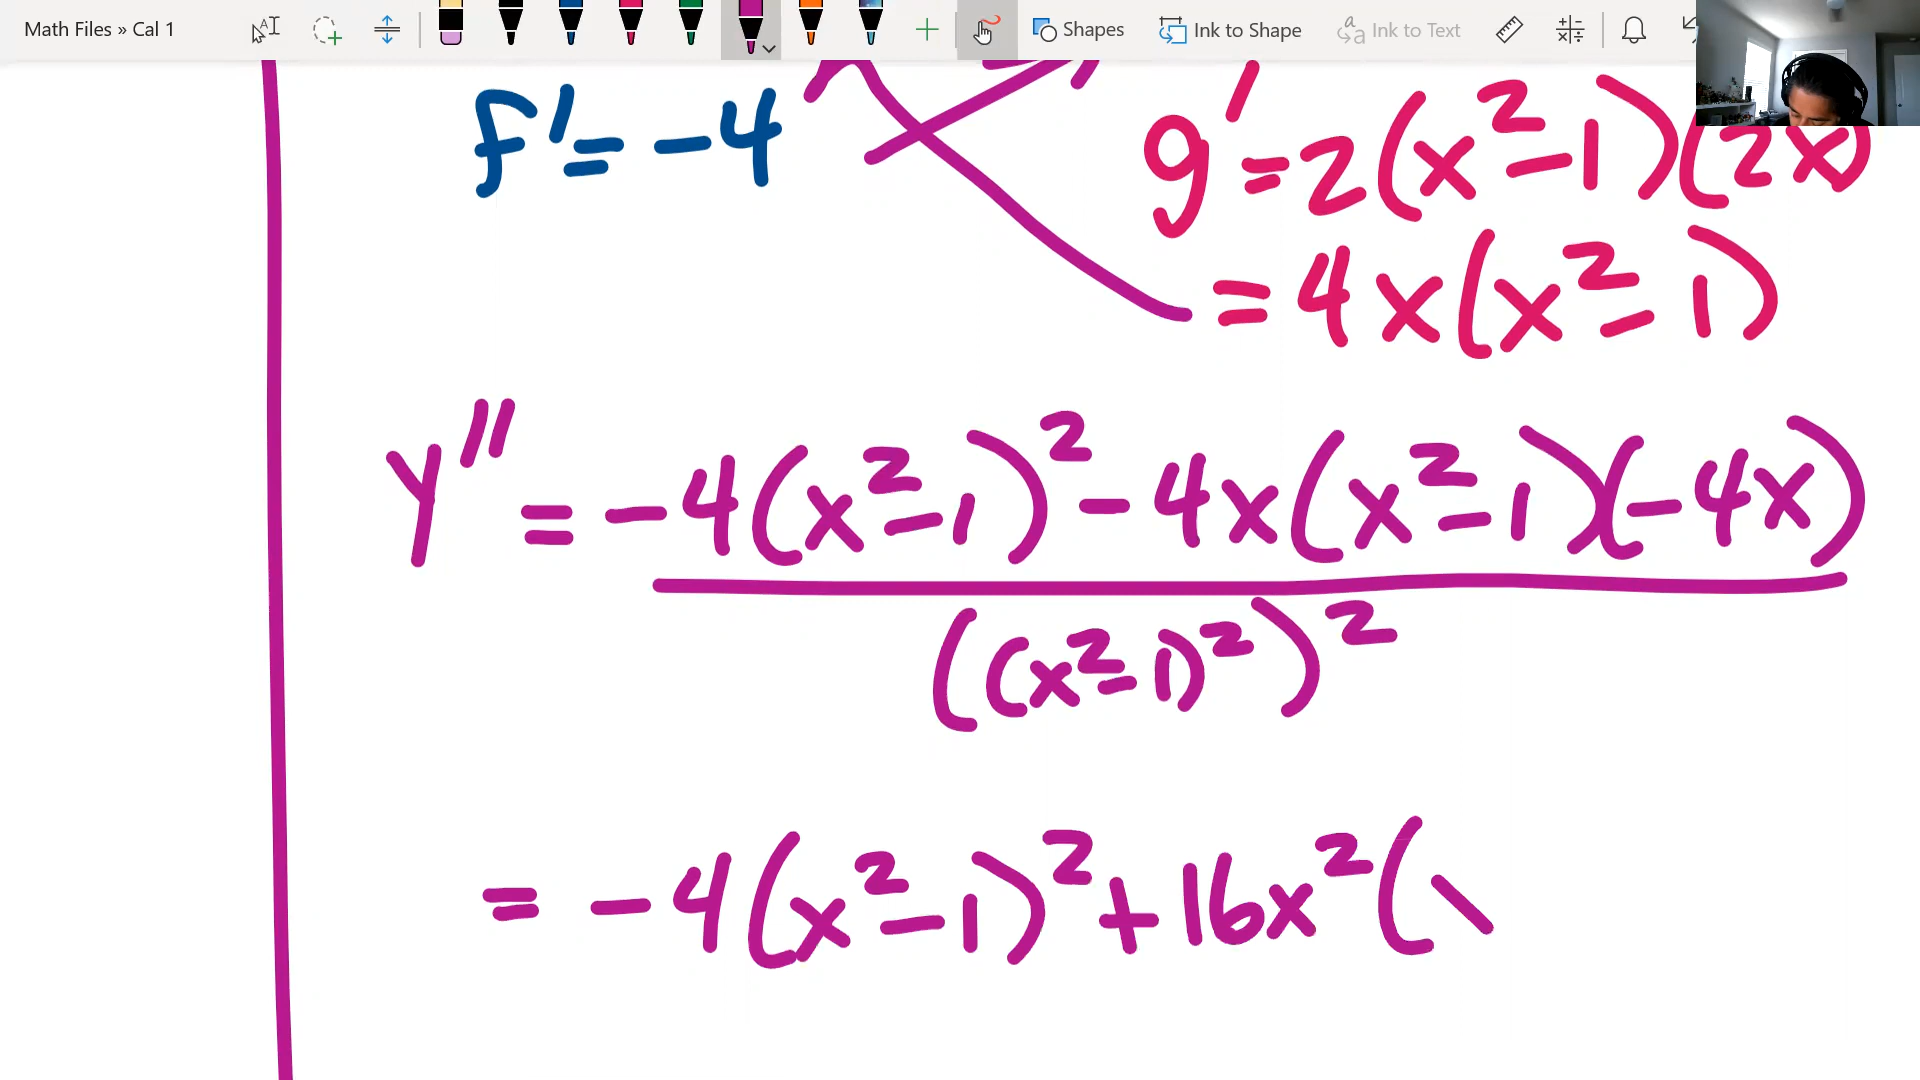 Math Files » Cal 1
Shapes
Ink to Shape
Ink to Text
f' = -4
g' = 2(x²-1)(2x)
= 4x(x²-1)
y'' = -4(x²-1)² - 4x(x²-1)(-4x)
((x²-1)²)²
= -4(x²-1)² + 16x²(